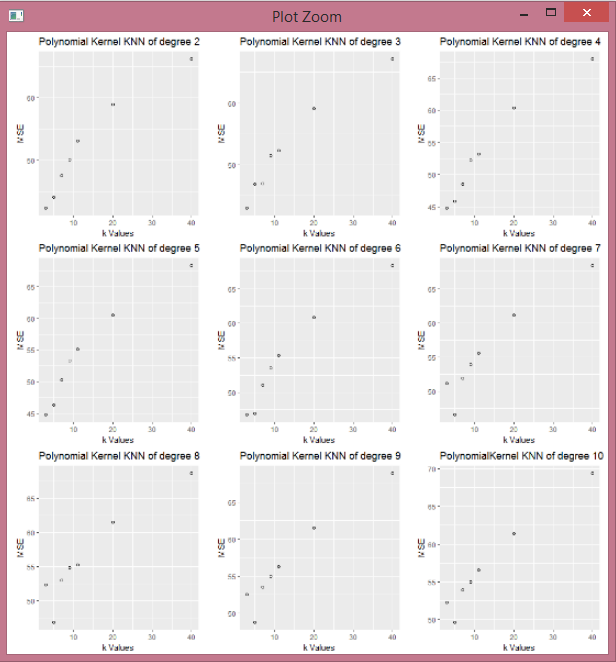 Plot Zoom
Polynomial Kernel KNN of degree 2
Polynomial Kernel KNN of degree 3
Polynomial Kernel KNN of degree 4
MSE
60
50
10 20 30 40
k Values
MSE
60
50
10 20 30 40
k Values
MSE
65
60
55
50
45
10 20 30 40
k Values
Polynomial Kernel KNN of degree 5
Polynomial Kernel KNN of degree 6
Polynomial Kernel KNN of degree 7
MSE
65
60
55
50
45
10 20 30 40
k Values
MSE
65
60
55
50
10 20 30 40
k Values
MSE
65
60
55
50
10 20 30 40
k Values
Polynomial Kernel KNN of degree 8
Polynomial Kernel KNN of degree 9
PolynomialKernel KNN of degree 10
MSE
65
60
55
50
10 20 30 40
k Values
MSE
65
60
55
50
10 20 30 40
k Values
MSE
70
65
60
55
50
10 20 30 40
k Values